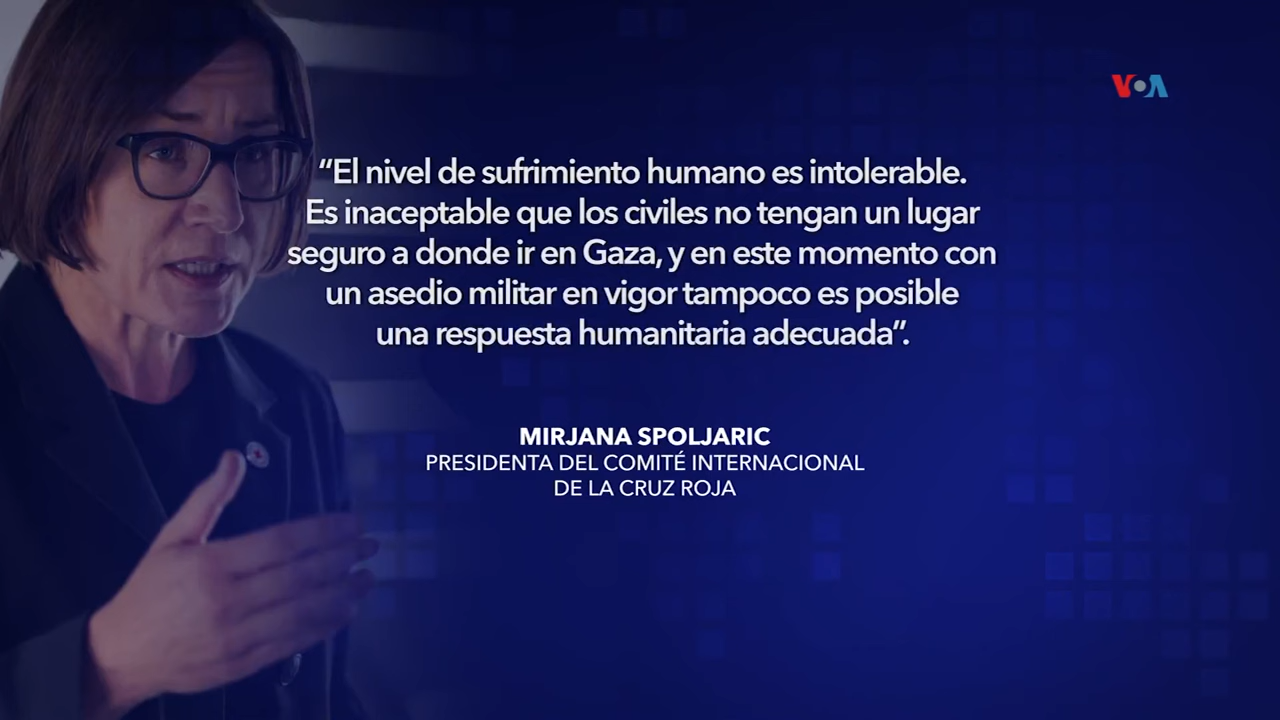 VOA
“El nivel de sufrimiento humano es intolerable.
Es inaceptable que los civiles no tengan un lugar
seguro a donde ir en Gaza, y en este momento con
un asedio militar en vigor tampoco es posible
una respuesta humanitaria adecuada”.
MIRJANA SPOLJARIC
PRESIDENTA DEL COMITÉ INTERNACIONAL
DE LA CRUZ ROJA